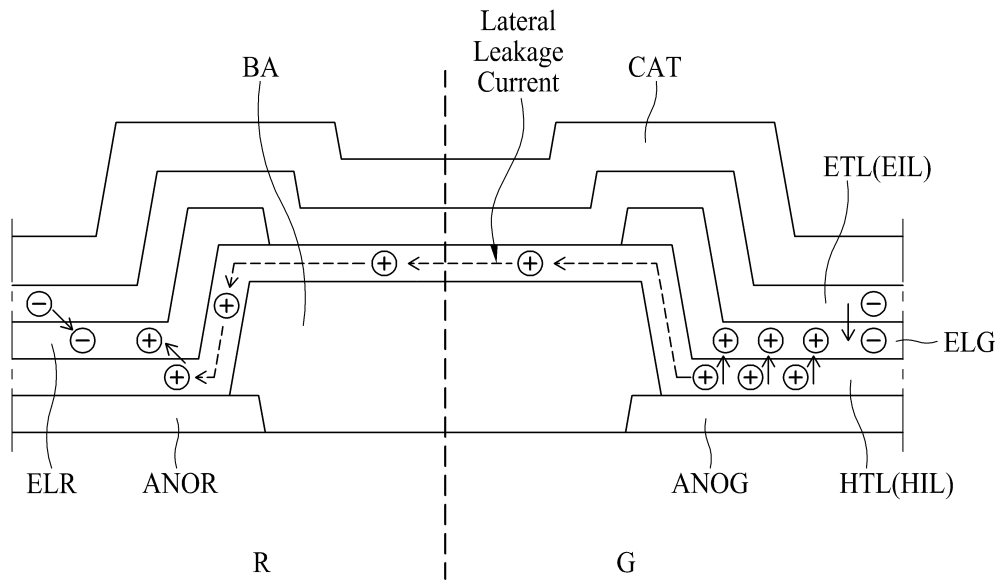 Lateral
Leakage
Current
BA
CAT
ETL(EIL)
ELG
ELR
ANOR
ANOG
HTL(HIL)
R
G